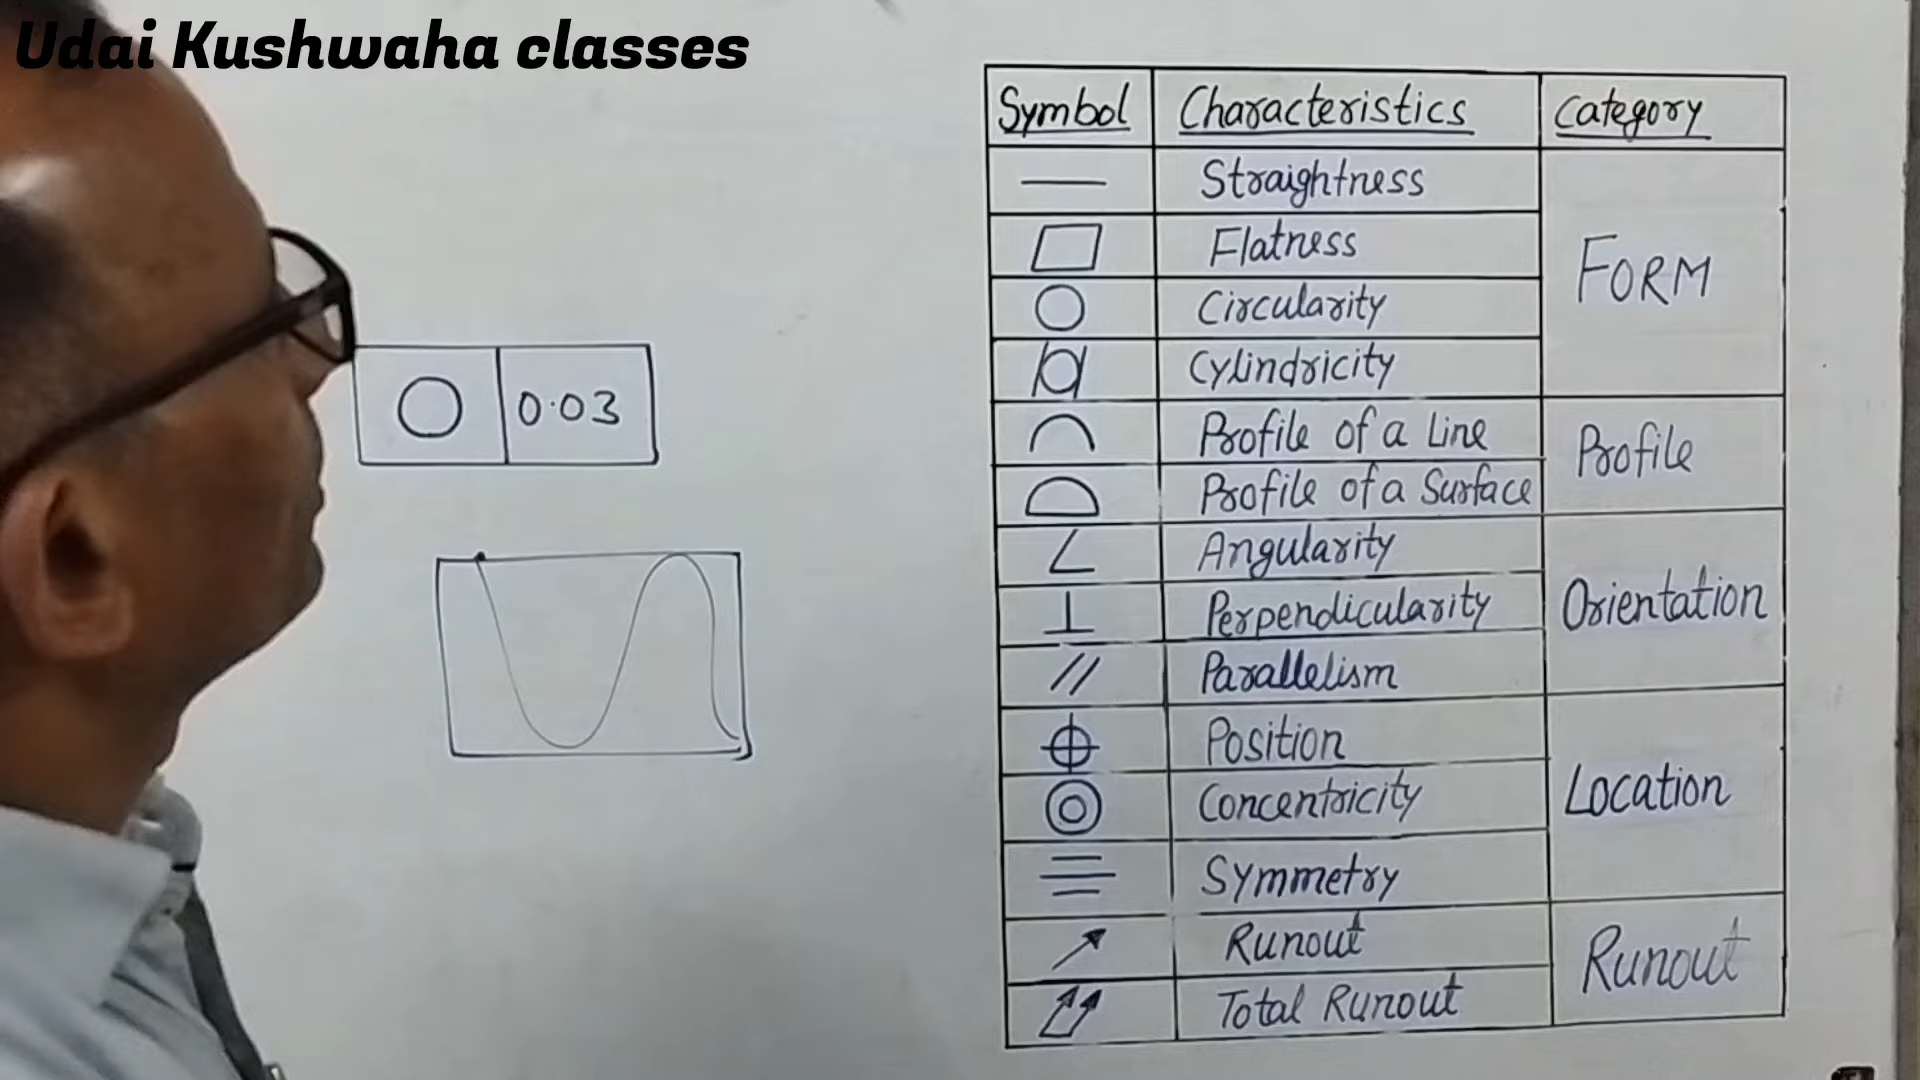 Udai Kushwaha classes
Symbol Characteristics Category
Straightness
Flatness
Circularity
Cylindricity
FORM
Profile of a Line
Profile of a Surface
Profile
Angularity
Perpendicularity
Parallelism
Orientation
Position
Concentricity
Symmetry
Location
Runout
Total Runout
Runout
0.03